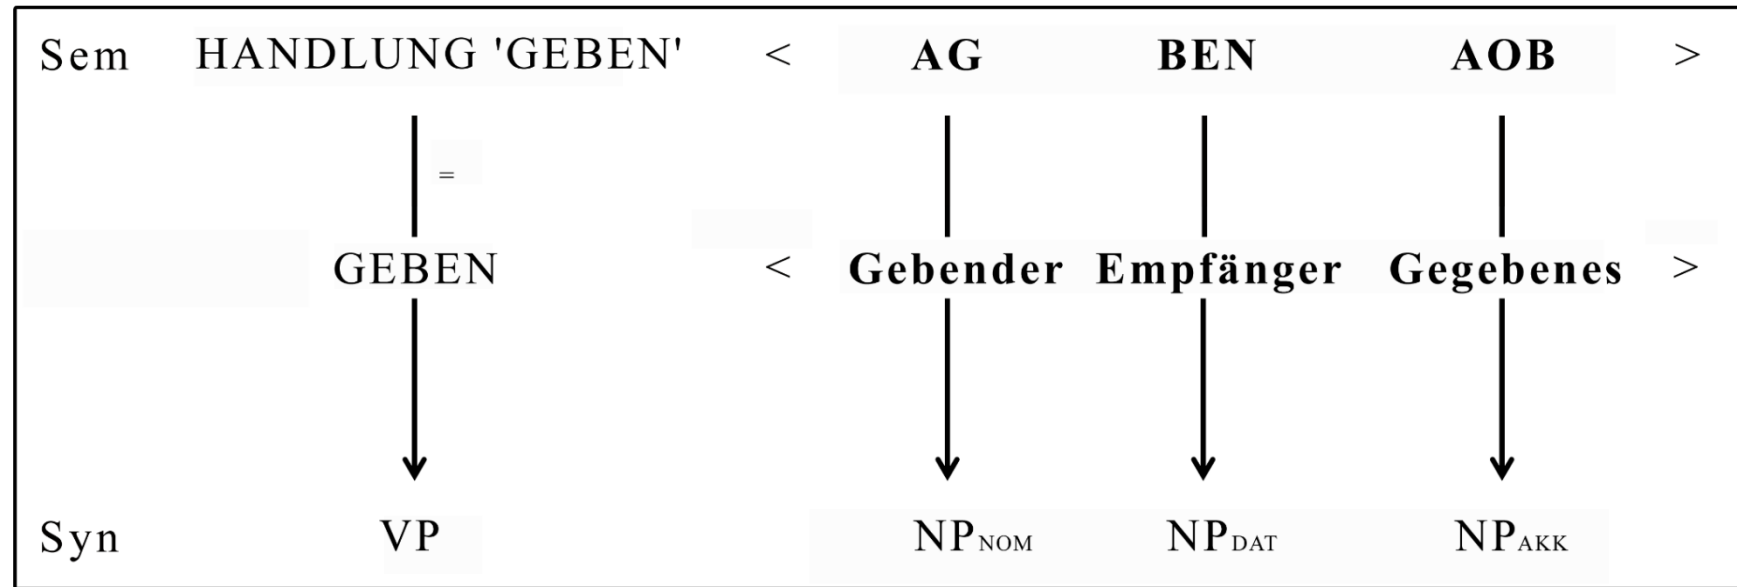 Sem HANDLUNG 'GEBEN' < AG BEN AOB >
=
GEBEN < Gebender Empfänger Gegebenes >
Syn VP NPNOM NPDAT NPAKK